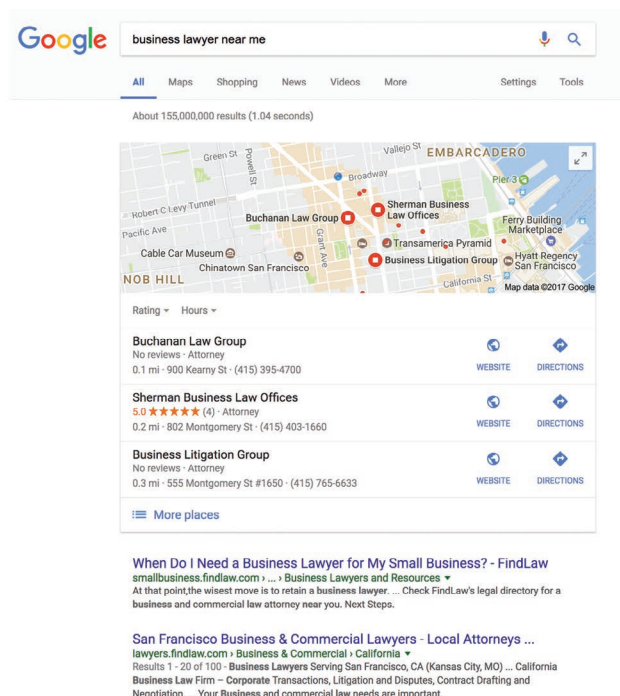 Google
business lawyer near me
All Maps Shopping News Videos More Settings Tools
About 155,000,000 results (1.04 seconds)
Vallejo St
EMBARCADERO
Green St
Powell St
Broadway
Pier 3
Robert C Levy Tunnel
Sherman Business
Law Offices
Buchanan Law Group
Ferry Building
Marketplace
Pacific Ave
Grant Ave
Transamerica Pyramid
Cable Car Museum
Business Litigation Group
Hyatt Regency
San Francisco
Chinatown San Francisco
NOB HILL
California St
Map data ©2017 Google
Rating Hours
Buchanan Law Group
No reviews · Attorney
0.1 mi · 900 Kearny St · (415) 395-4700
WEBSITE DIRECTIONS
Sherman Business Law Offices
5.0 ★★★★★ (4) · Attorney
0.2 mi · 802 Montgomery St · (415) 403-1660
WEBSITE DIRECTIONS
Business Litigation Group
No reviews · Attorney
0.3 mi · 555 Montgomery St #1650 · (415) 765-6633
WEBSITE DIRECTIONS
More places
When Do I Need a Business Lawyer for My Small Business? - FindLaw
smallbusiness.findlaw.com › ... › Business Lawyers and Resources
At that point,the wisest move is to retain a business lawyer. ... Check FindLaw's legal directory for a
business and commercial law attorney near you. Next Steps.
San Francisco Business & Commercial Lawyers - Local Attorneys ...
lawyers.findlaw.com › Business & Commercial › California
Results 1 - 20 of 100 - Business Lawyers Serving San Francisco, CA (Kansas City, MO) ... California
Business Law Firm – Corporate Transactions, Litigation and Disputes, Contract Drafting and
Negotiation. ... Your Business and commercial law needs are important.